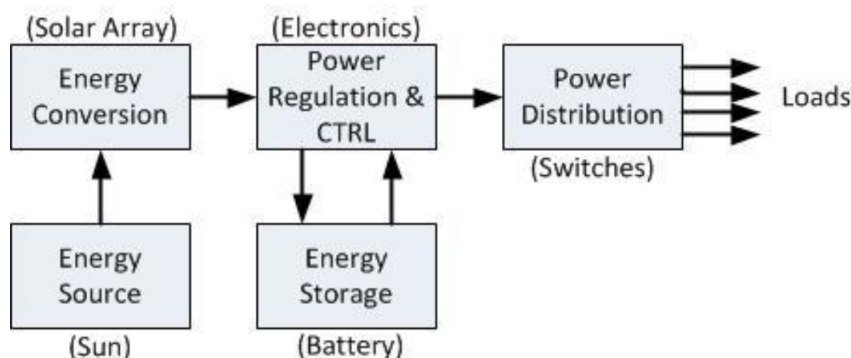 (Solar Array)
Energy
Conversion
(Electronics)
Power
Regulation &
CTRL
Power
Distribution
(Switches)
Loads
Energy
Source
(Sun)
Energy
Storage
(Battery)